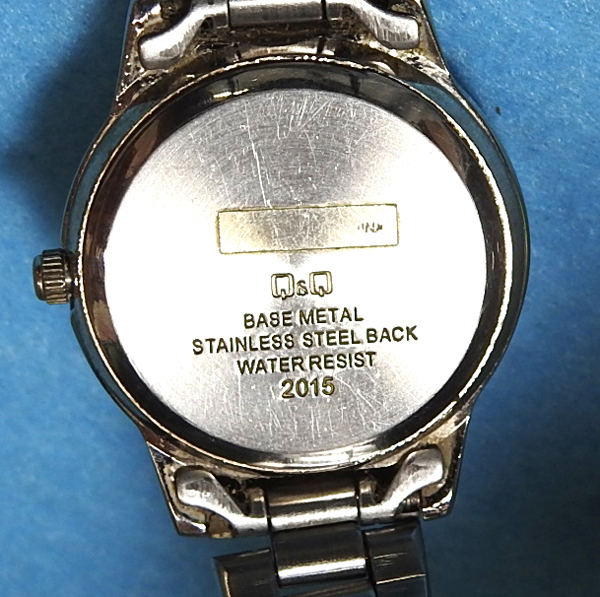 Q&Q
BASE METAL
STAINLESS STEEL BACK
WATER RESIST
2015